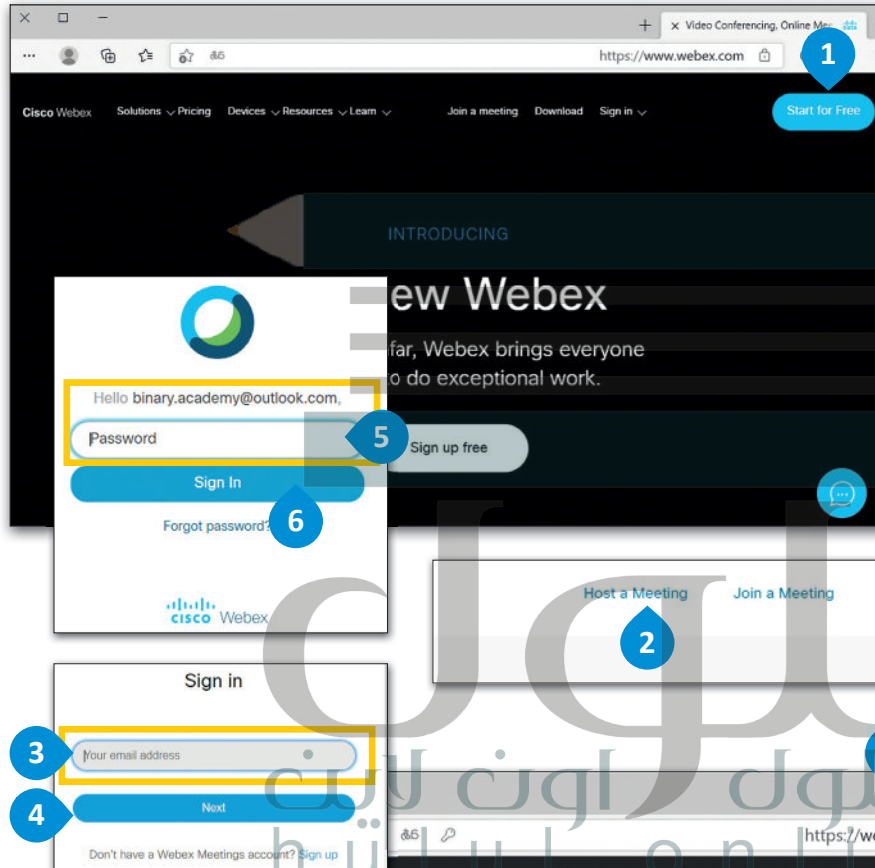 Video Conferencing, Online Mee
https://www.webex.com
1
Cisco Webex Solutions Pricing Devices Resources Learn Join a meeting Download Sign in Start for Free
INTRODUCING
ew Webex
far, Webex brings everyone
o do exceptional work.
Sign up free
Hello binary.academy@outlook.com,
Password
5
Sign In
6
Forgot password?
cisco Webex
Host a Meeting Join a Meeting
2
Sign in
3
Your email address
4
Next
Don't have a Webex Meetings account? Sign up
https://we
حلول
حلول اون لاين